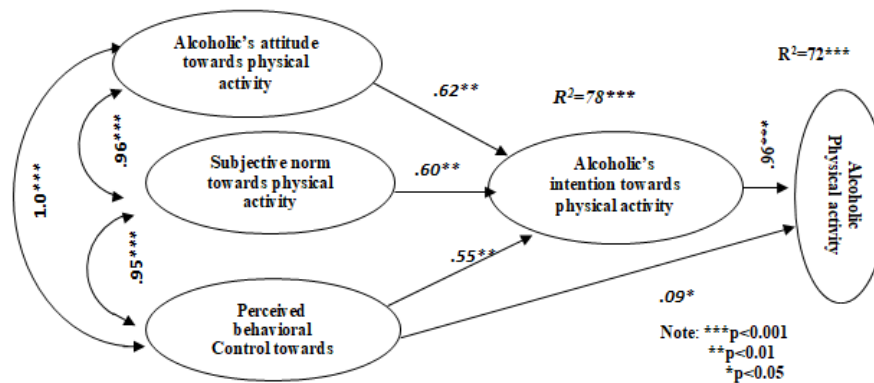 Alcoholic's attitude
towards physical
activity
R²=72***
.62**
R²=78***
1.0***
.96***
Subjective norm
towards physical
activity
.60**
Alcoholic's
intention towards
physical activity
.96***
Alcoholic
Physical activity
.95***
.55**
Perceived
behavioral
Control towards
.09*
Note: ***p<0.001
**p<0.01
*p<0.05